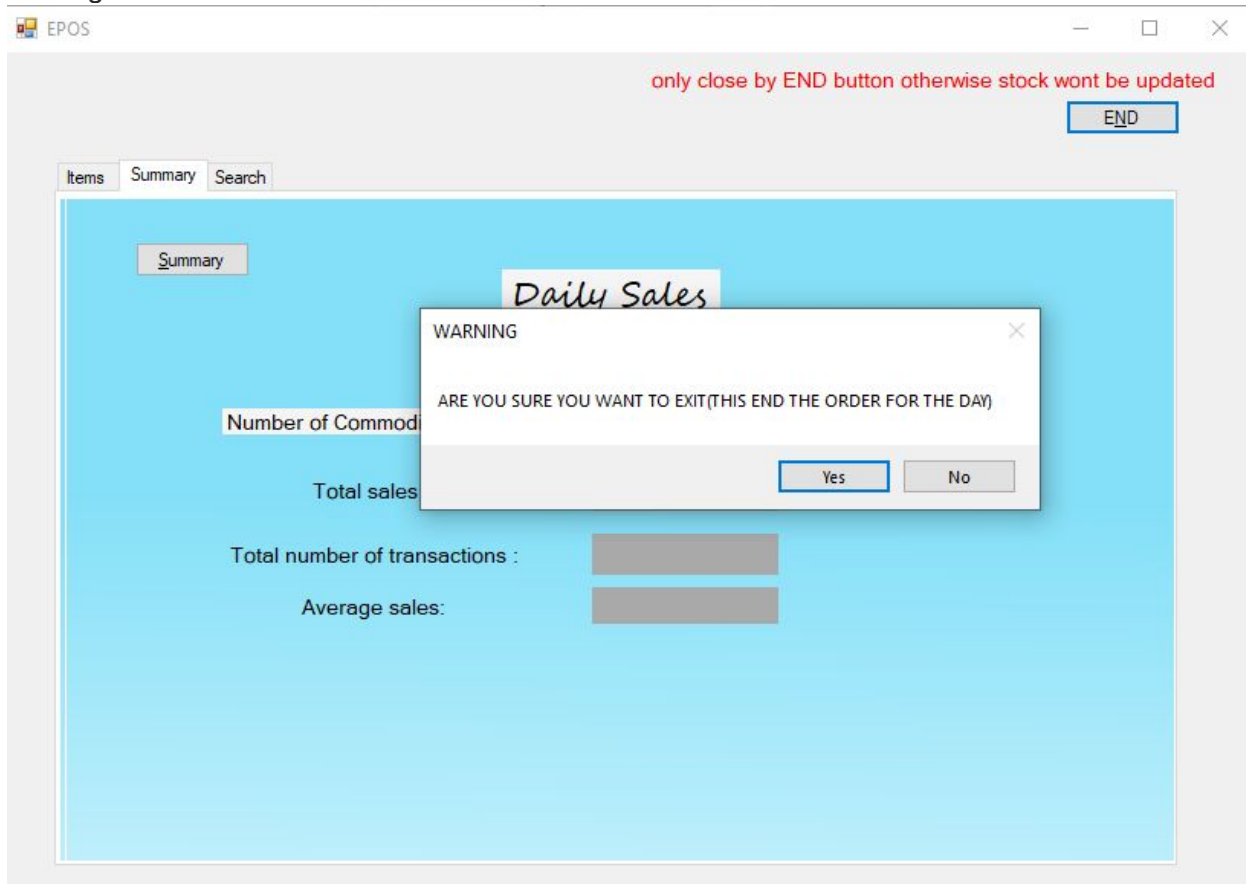 EPOS
only close by END button otherwise stock wont be updated
END
Items Summary Search
Summary
Daily Sales
WARNING
ARE YOU SURE YOU WANT TO EXIT(THIS END THE ORDER FOR THE DAY)
Number of
Total sales
Yes No
Total number of transactions :
Average sales: